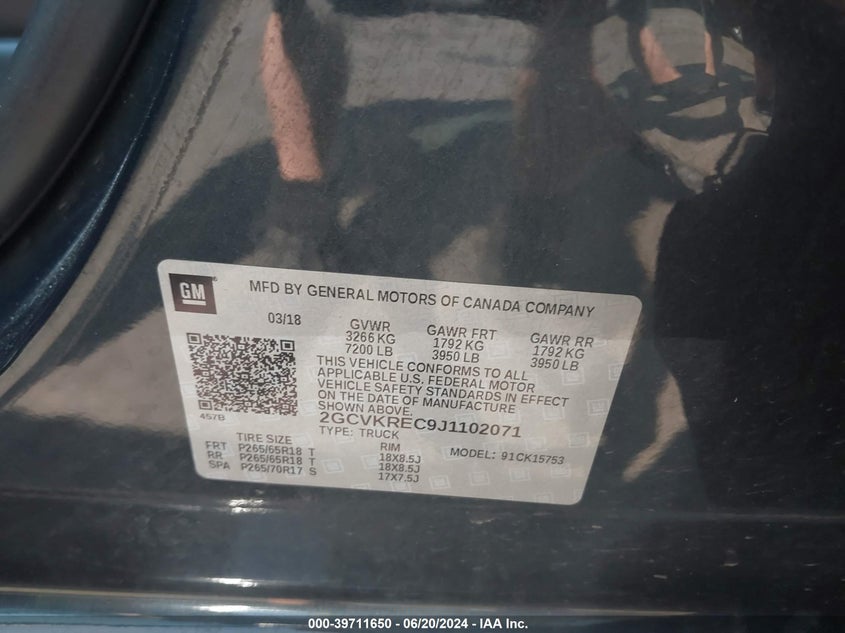 GM
MFD BY GENERAL MOTORS OF CANADA COMPANY
03/18
GVWR GAWR FRT GAWR RR
3266 KG 1792 KG 1792 KG
7200 LB 3950 LB 3950 LB
THIS VEHICLE CONFORMS TO ALL
APPLICABLE U.S. FEDERAL MOTOR
VEHICLE SAFETY STANDARDS IN EFFECT
ON THE DATE OF MANUFACTURE
SHOWN ABOVE.
457B
2GCVKREC9J1102071
TYPE: TRUCK
MODEL: 91CK15753
TIRE SIZE RIM
FRT P265/65R18 T 18X8.5J
RR P265/65R18 T 18X8.5J
SPA P265/70R17 S 17X7.5J
000-39711650 - 06/20/2024 - IAA Inc.